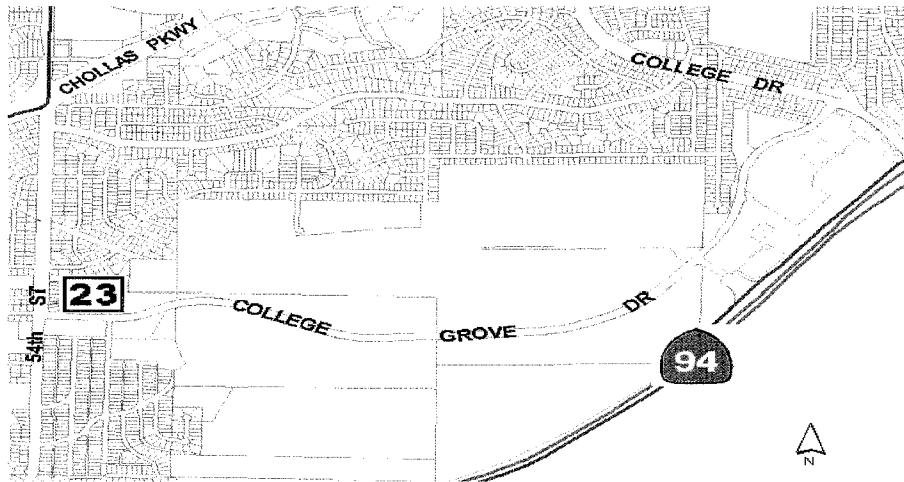 CHOLLAS PKWY
COLLEGE DR
54th ST
23
COLLEGE GROVE DR
94
N